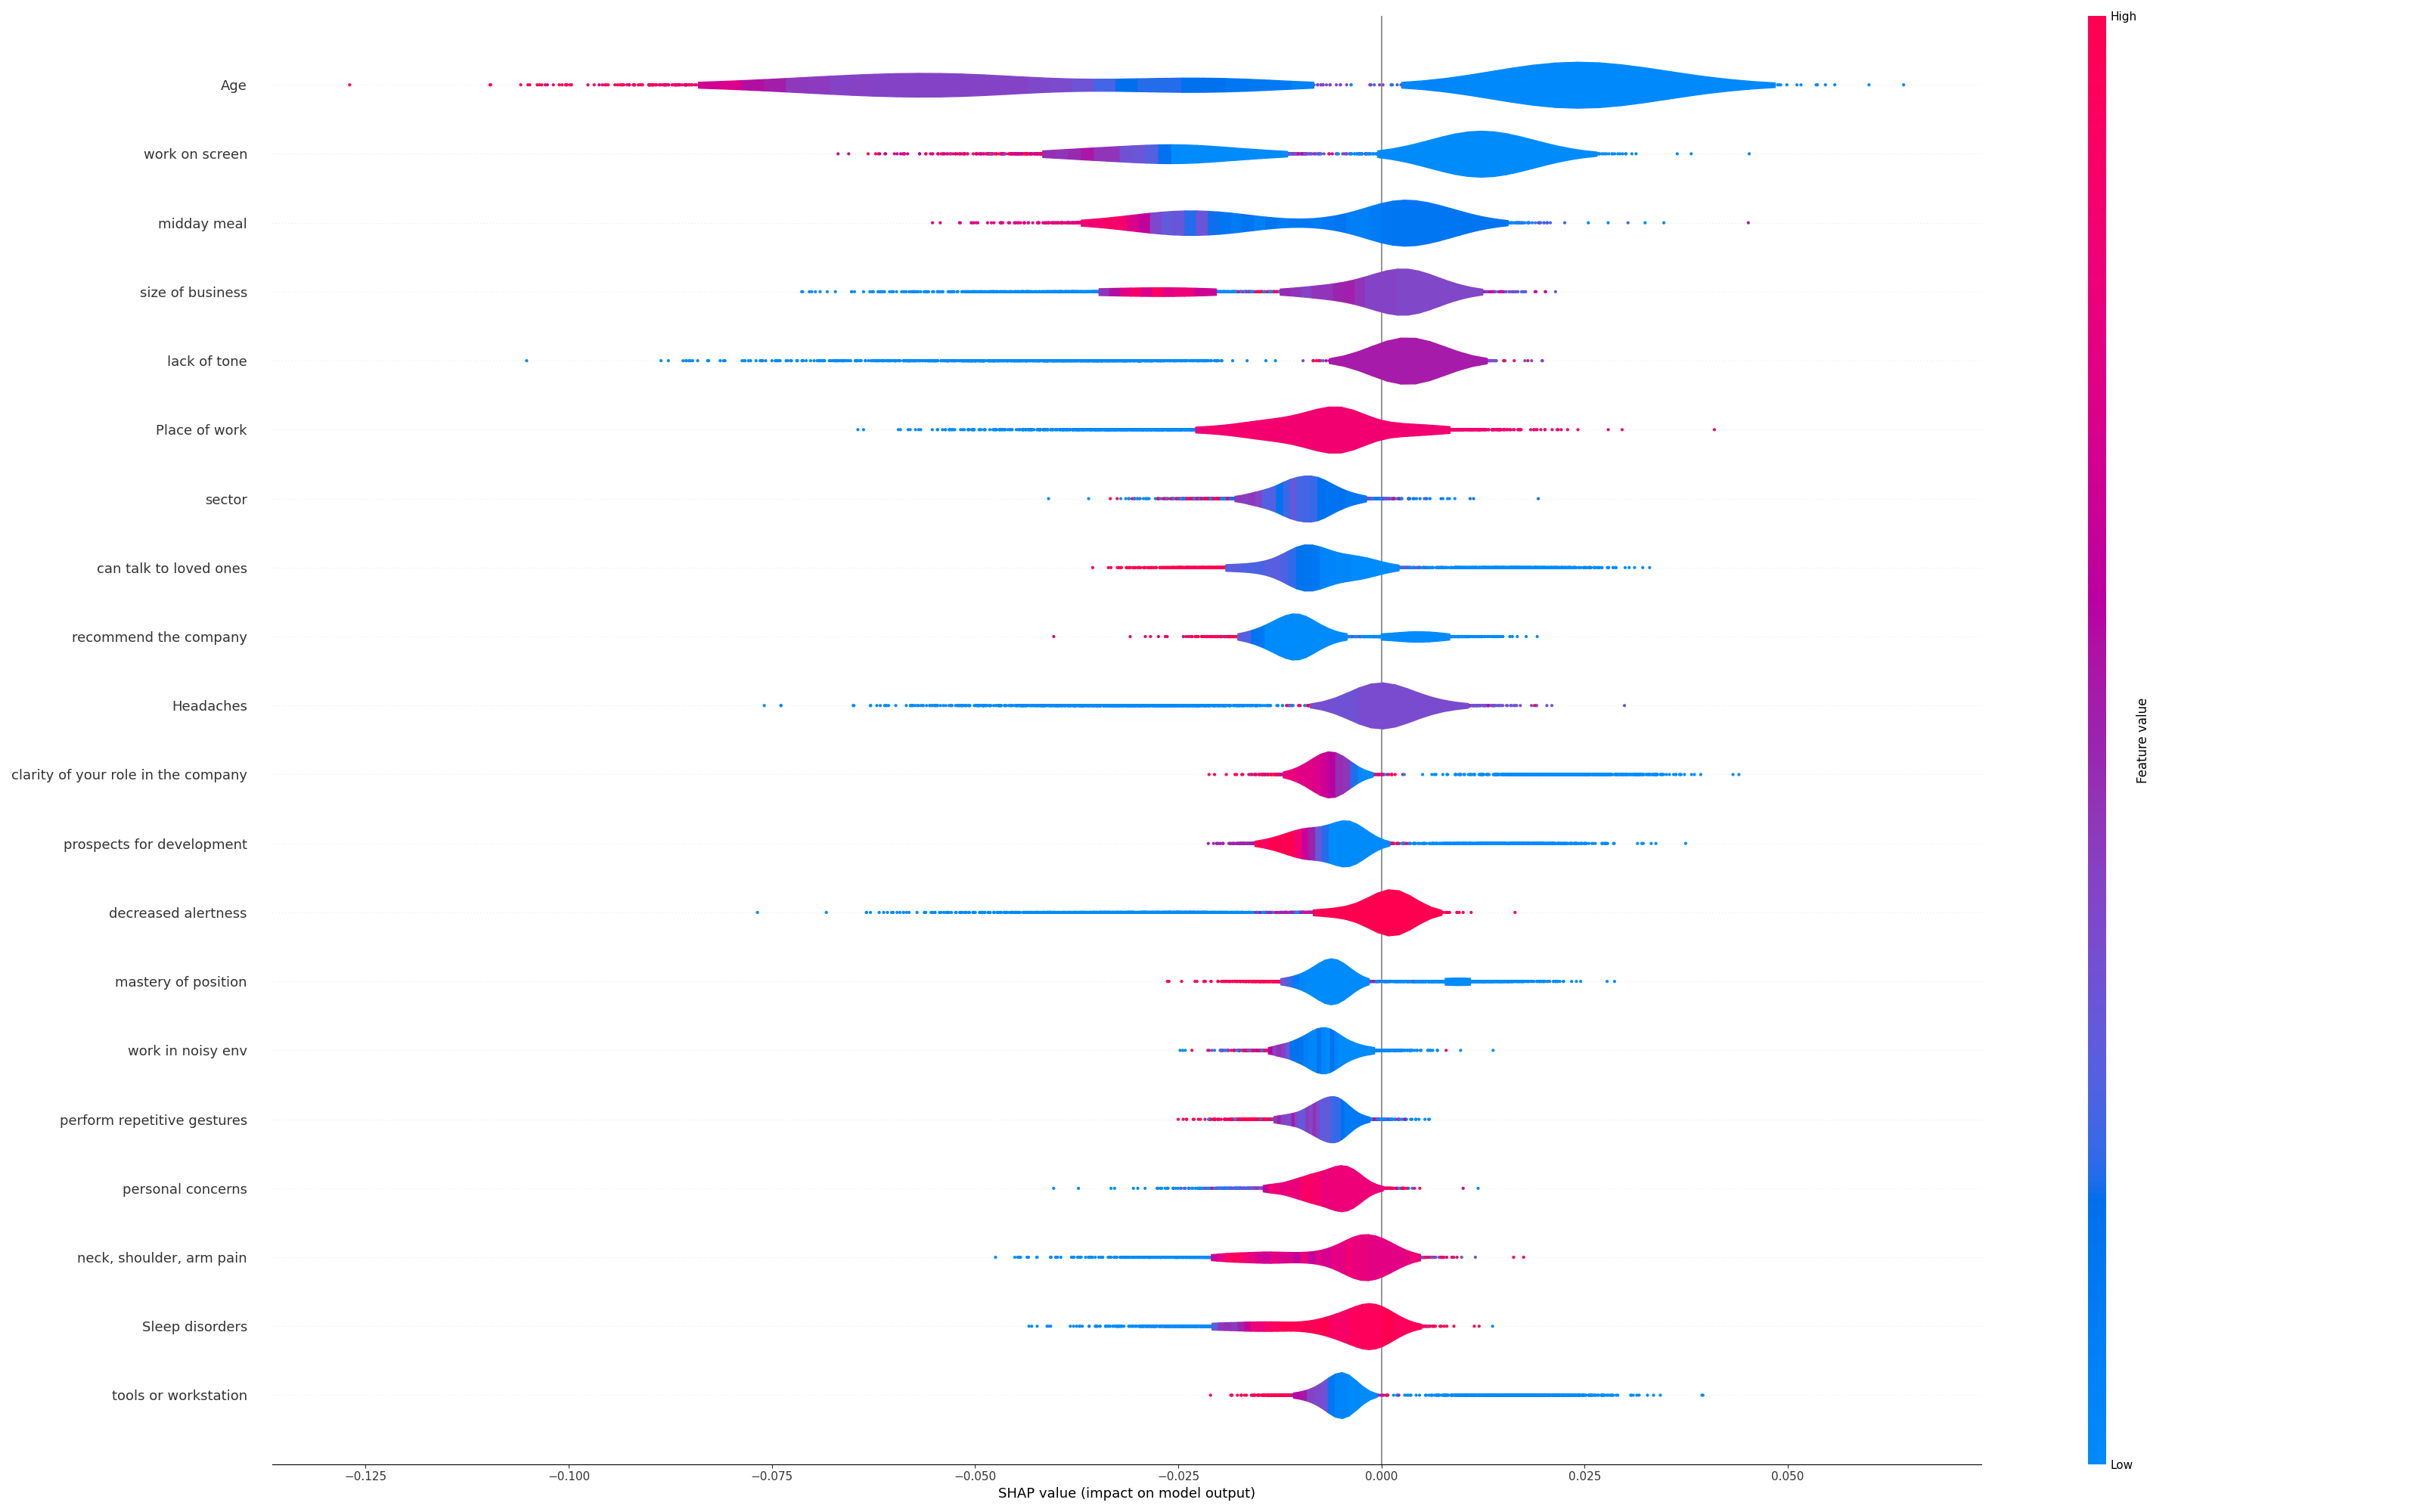 High
Age
work on screen
midday meal
size of business
lack of tone
Place of work
sector
can talk to loved ones
recommend the company
Headaches
clarity of your role in the company
prospects for development
decreased alertness
mastery of position
work in noisy env
perform repetitive gestures
personal concerns
neck, shoulder, arm pain
Sleep disorders
tools or workstation
Feature value
Low
−0.125 −0.100 −0.075 −0.050 −0.025 0.000 0.025 0.050
SHAP value (impact on model output)